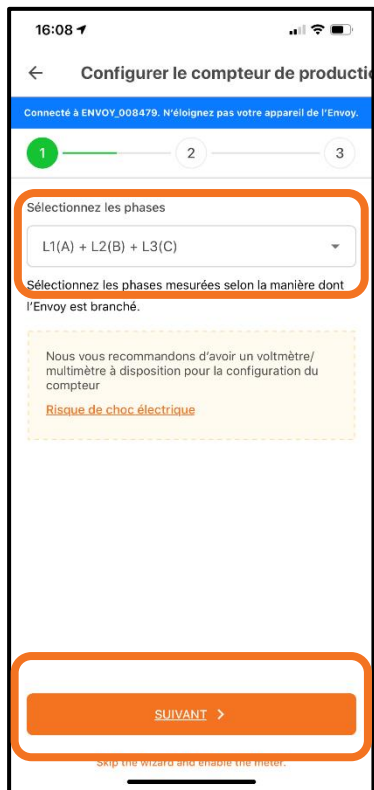 16:08
Configurer le compteur de producti
Connecté à ENVOY_008479. N'éloignez pas votre appareil de l'Envoy.
1 2 3
Sélectionnez les phases
L1(A) + L2(B) + L3(C)
Sélectionnez les phases mesurées selon la manière dont
l'Envoy est branché.
Nous vous recommandons d'avoir un voltmètre/
multimètre à disposition pour la configuration du
compteur
Risque de choc électrique
SUIVANT >
Skip the wizard and enable the meter.